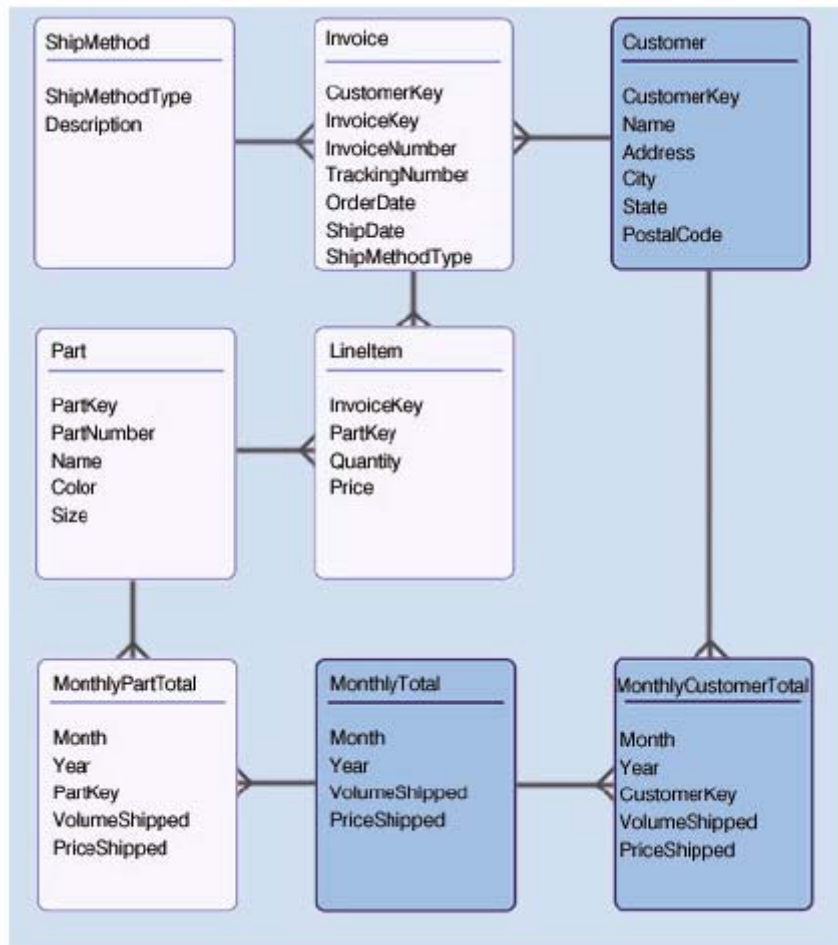 ShipMethod
ShipMethodType
Description
Invoice
CustomerKey
InvoiceKey
InvoiceNumber
TrackingNumber
OrderDate
ShipDate
ShipMethodType
Customer
CustomerKey
Name
Address
City
State
PostalCode
Part
PartKey
PartNumber
Name
Color
Size
LineItem
InvoiceKey
PartKey
Quantity
Price
MonthlyPartTotal
Month
Year
PartKey
VolumeShipped
PriceShipped
MonthlyTotal
Month
Year
VolumeShipped
PriceShipped
MonthlyCustomerTotal
Month
Year
CustomerKey
VolumeShipped
PriceShipped